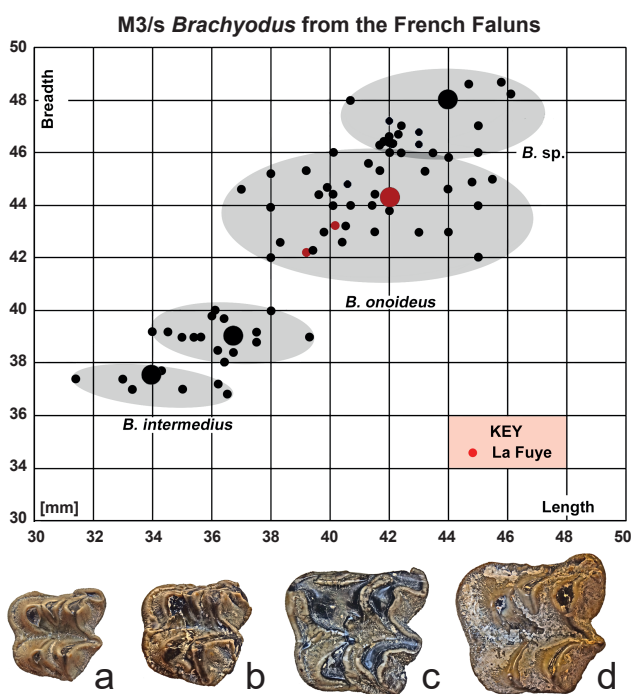 M3/s Brachyodus from the French Faluns
50
48
46
44
42
40
38
36
34
32
30
Breadth
B. sp.
B. onoideus
B. intermedius
KEY
La Fuye
[mm]
Length
30 32 34 36 38 40 42 44 46 48 50
a b c d